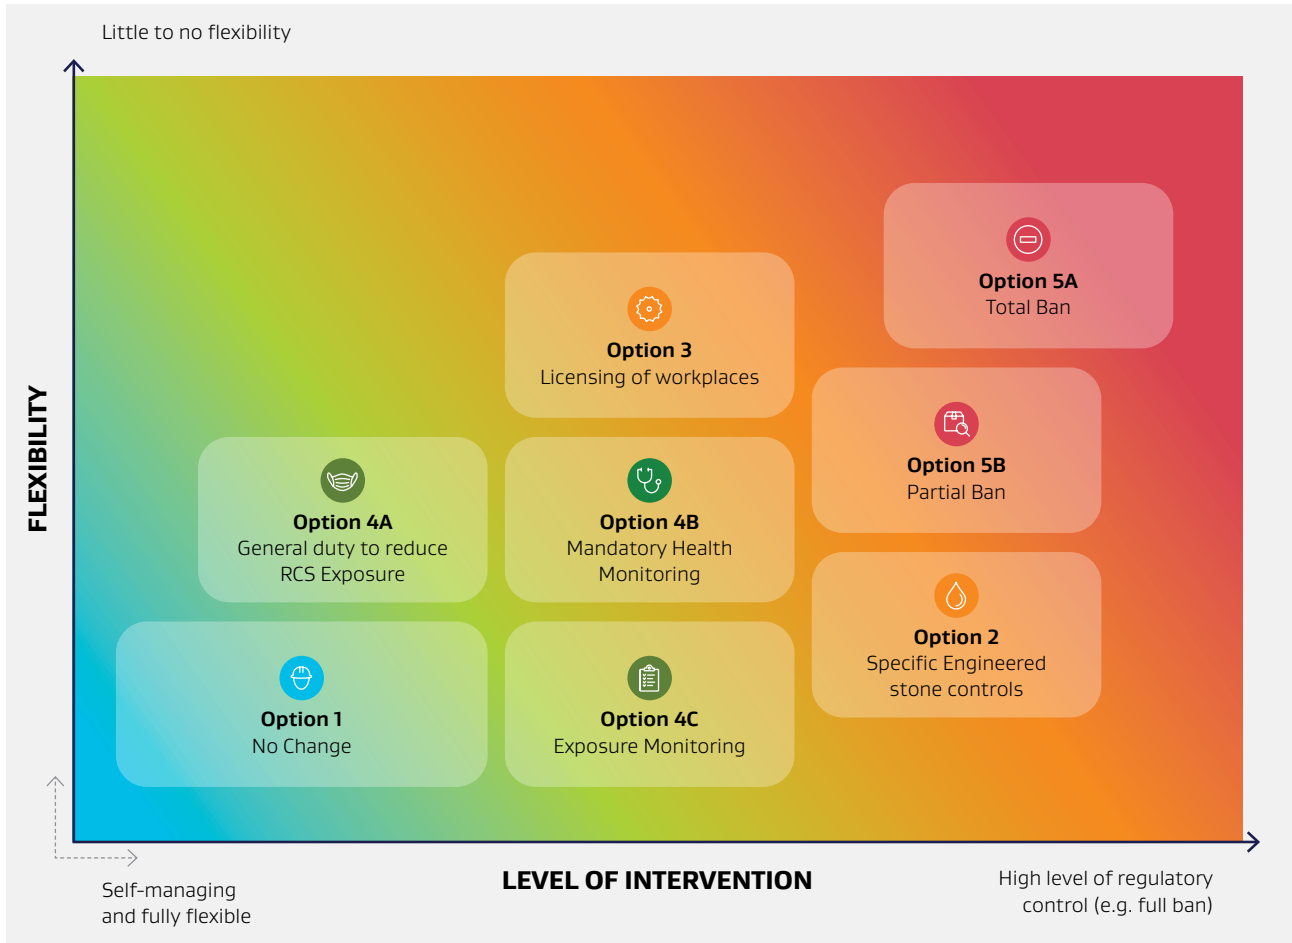 Little to no flexibility
FLEXIBILITY
Option 5A
Total Ban
Option 3
Licensing of workplaces
Option 5B
Partial Ban
Option 4A
General duty to reduce
RCS Exposure
Option 4B
Mandatory Health
Monitoring
Option 2
Specific Engineered
stone controls
Option 1
No Change
Option 4C
Exposure Monitoring
Self-managing
and fully flexible
LEVEL OF INTERVENTION
High level of regulatory
control (e.g. full ban)